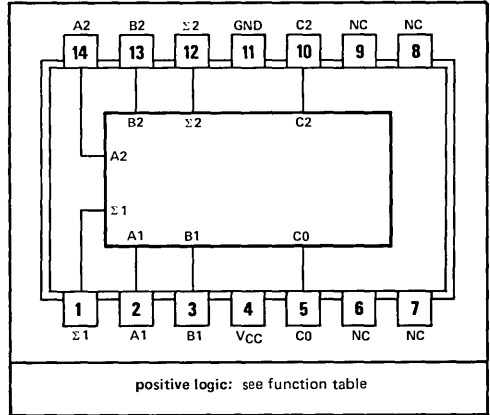 A2 B2 Σ2 GND C2 NC NC
14 13 12 11 10 9 8
B2 Σ2 C2
A2
Σ1
A1 B1 C0
1 2 3 4 5 6 7
Σ1 A1 B1 VCC C0 NC NC
positive logic: see function table